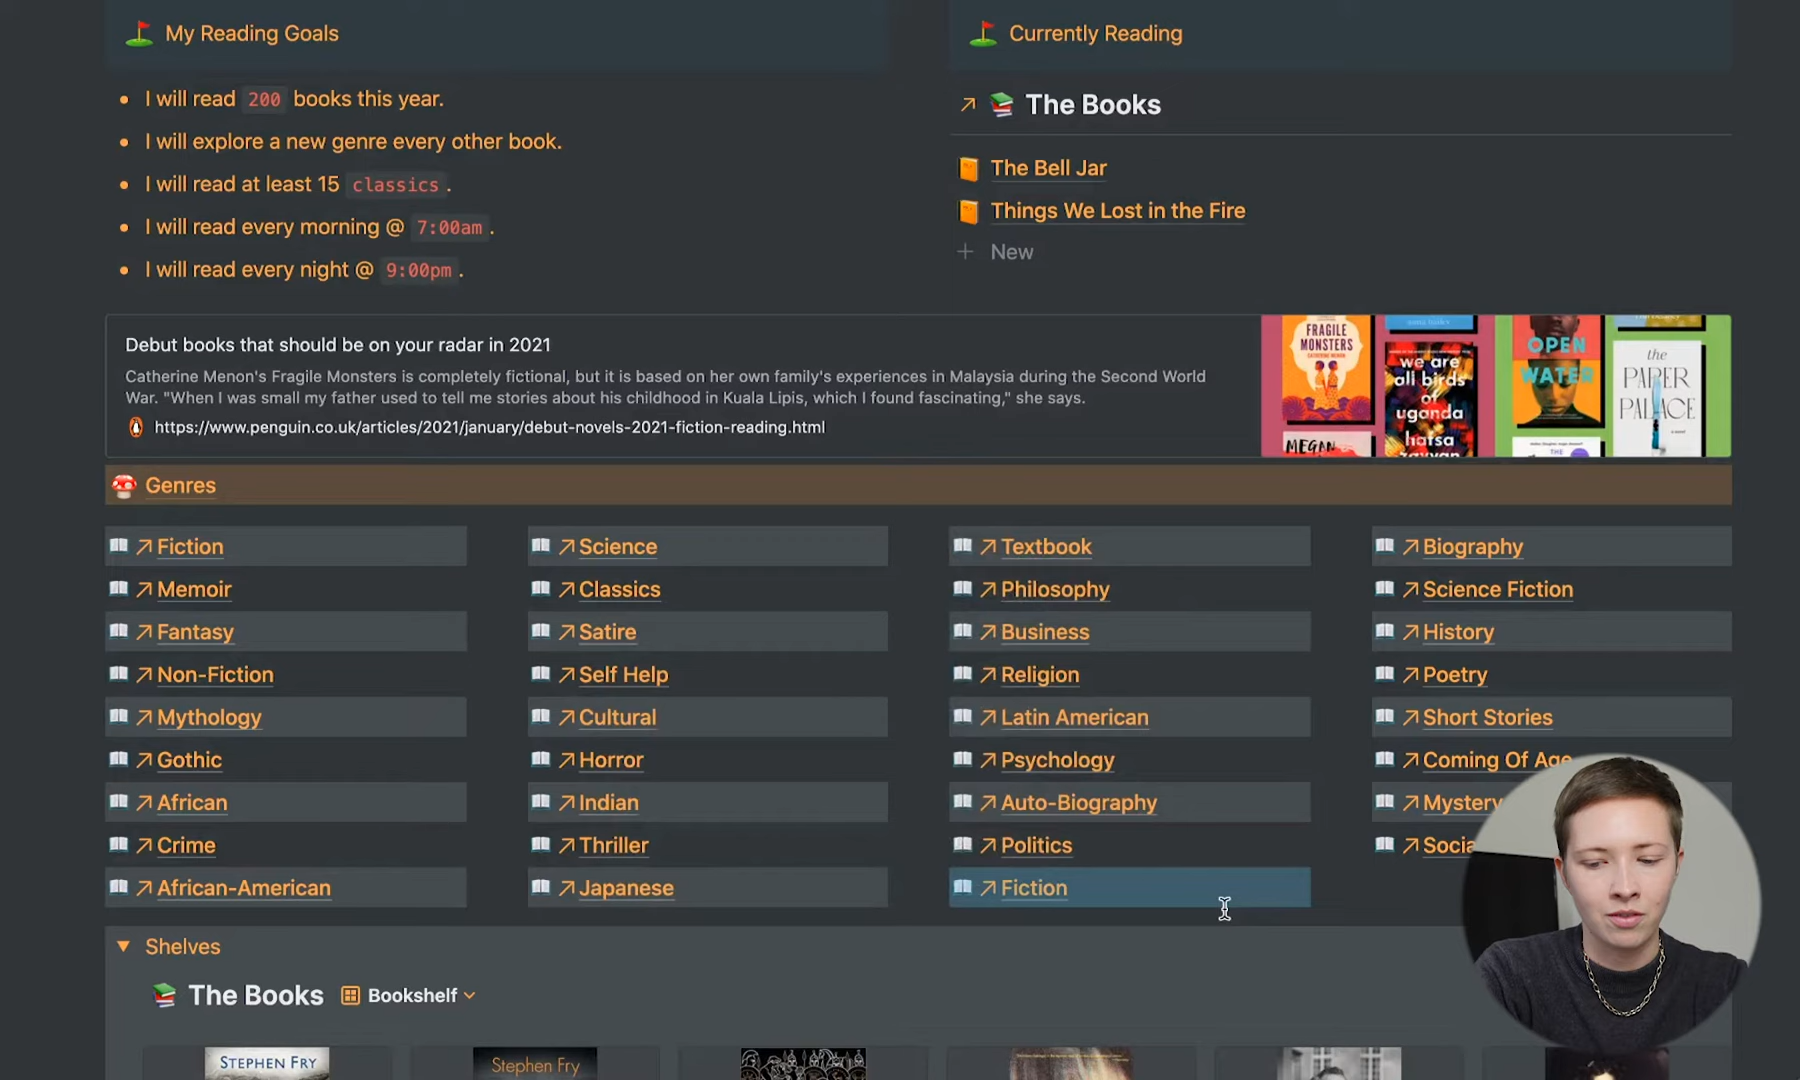 My Reading Goals
I will read 200 books this year.
I will explore a new genre every other book.
I will read at least 15 classics.
I will read every morning @ 7:00am.
I will read every night @ 9:00pm.
Currently Reading
The Books
The Bell Jar
Things We Lost in the Fire
+ New
Debut books that should be on your radar in 2021
Catherine Menon's Fragile Monsters is completely fictional, but it is based on her own family's experiences in Malaysia during the Second World
War. "When I was small my father used to tell me stories about his childhood in Kuala Lipis, which I found fascinating," she says.
https://www.penguin.co.uk/articles/2021/january/debut-novels-2021-fiction-reading.html
FRAGILE
MONSTERS
MEGAN
we are
all birds
of
uganda
hafsa
zayyan
OPEN
WATER
THE
the
PAPER
PALACE
Genres
Fiction
Memoir
Fantasy
Non-Fiction
Mythology
Gothic
African
Crime
African-American
Science
Classics
Satire
Self Help
Cultural
Horror
Indian
Thriller
Japanese
Textbook
Philosophy
Business
Religion
Latin American
Psychology
Auto-Biography
Politics
Fiction
Biography
Science Fiction
History
Poetry
Short Stories
Coming Of Age
Mystery
Socia
Shelves
The Books Bookshelf
STEPHEN FRY
Stephen Fry